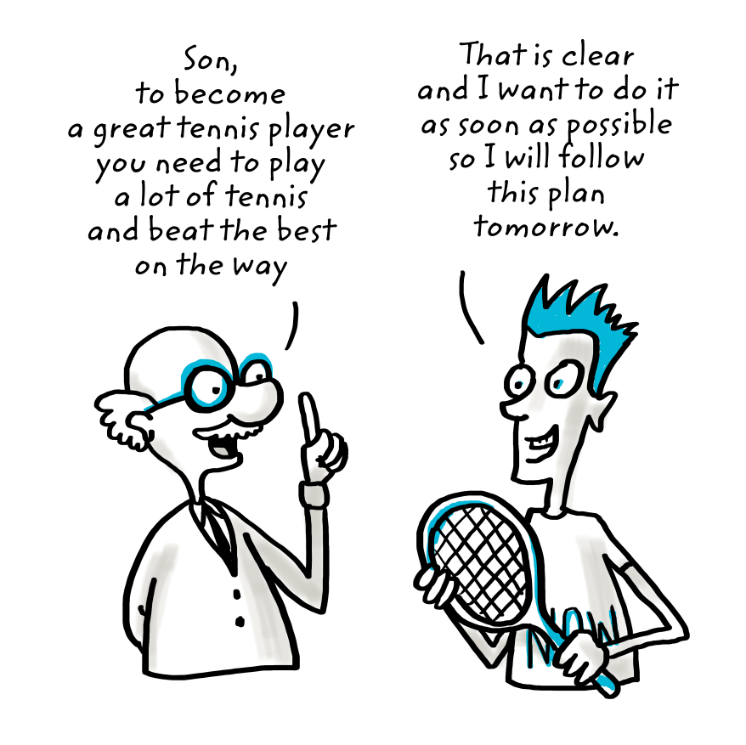 Son,
to become
a great tennis player
you need to play
a lot of tennis
and beat the best
on the way
That is clear
and I want to do it
as soon as possible
so I will follow
this plan
tomorrow.
NOW